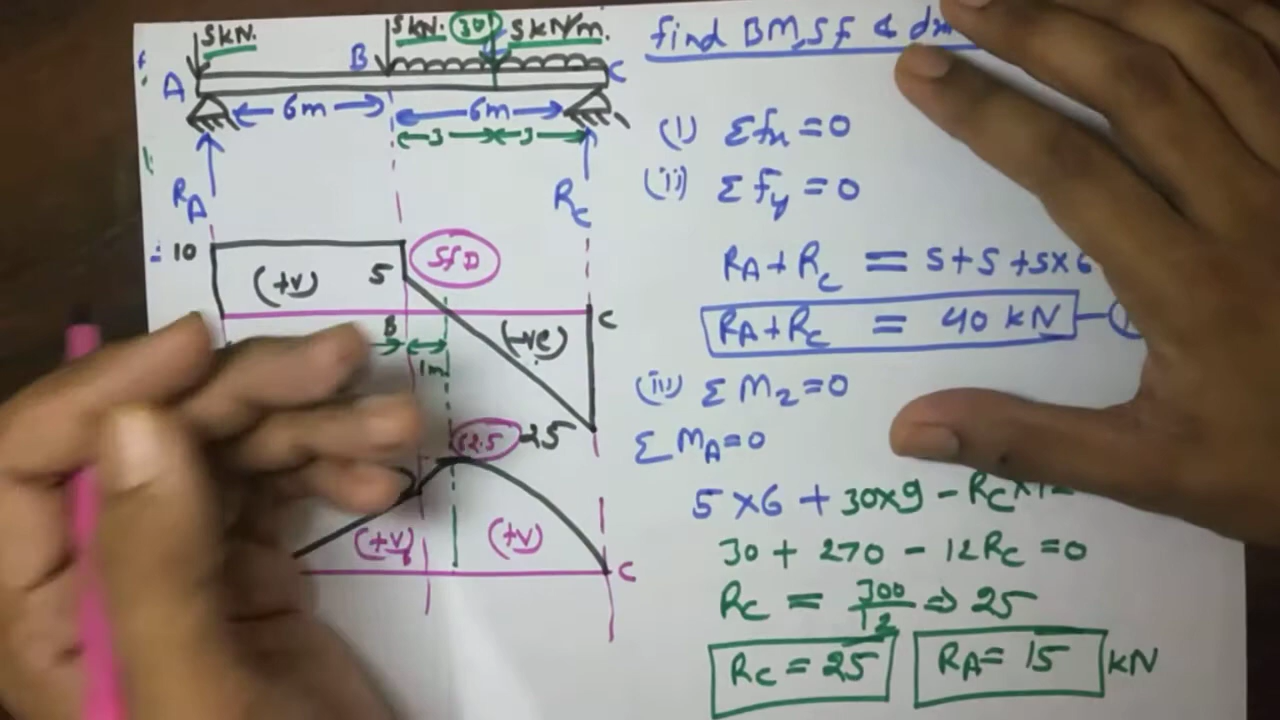 5kN. 5kN. 30 5kN/m.
A B C
6m 6m
3 3
RA RC
10 (+v) 5 SFD
B (-ve) C
1m
52.5 25
(+v) (+v) C
find BM, Sf &
(i) Σfx = 0
(ii) Σfy = 0
RA + RC = 5+5+5×6
RA + RC = 40 kN
(iii) ΣMz = 0
ΣMA = 0
5×6 + 30×9 - RC×12
30 + 270 - 12RC = 0
RC = 300/12 ⇒ 25
RC = 25 RA = 15 kN